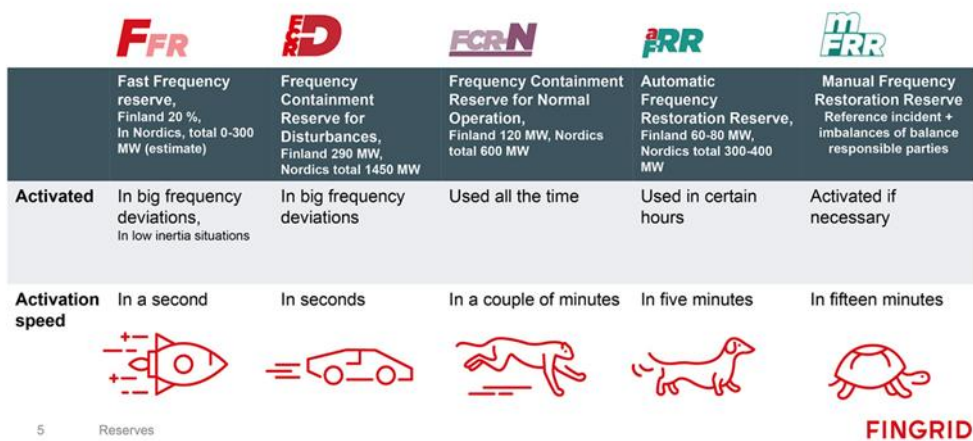 FFR
FCR-D
FCR-N
aFRR
mFRR
Fast Frequency
reserve,
Finland 20 %,
In Nordics, total 0-300
MW (estimate)
Frequency
Containment
Reserve for
Disturbances,
Finland 290 MW,
Nordics total 1450 MW
Frequency Containment
Reserve for Normal
Operation,
Finland 120 MW, Nordics
total 600 MW
Automatic
Frequency
Restoration Reserve,
Finland 60-80 MW,
Nordics total 300-400
MW
Manual Frequency
Restoration Reserve
Reference incident +
imbalances of balance
responsible parties
Activated
In big frequency
deviations,
In low inertia situations
In big frequency
deviations
Used all the time
Used in certain
hours
Activated if
necessary
Activation
speed
In a second
In seconds
In a couple of minutes
In five minutes
In fifteen minutes
5 Reserves
FINGRID